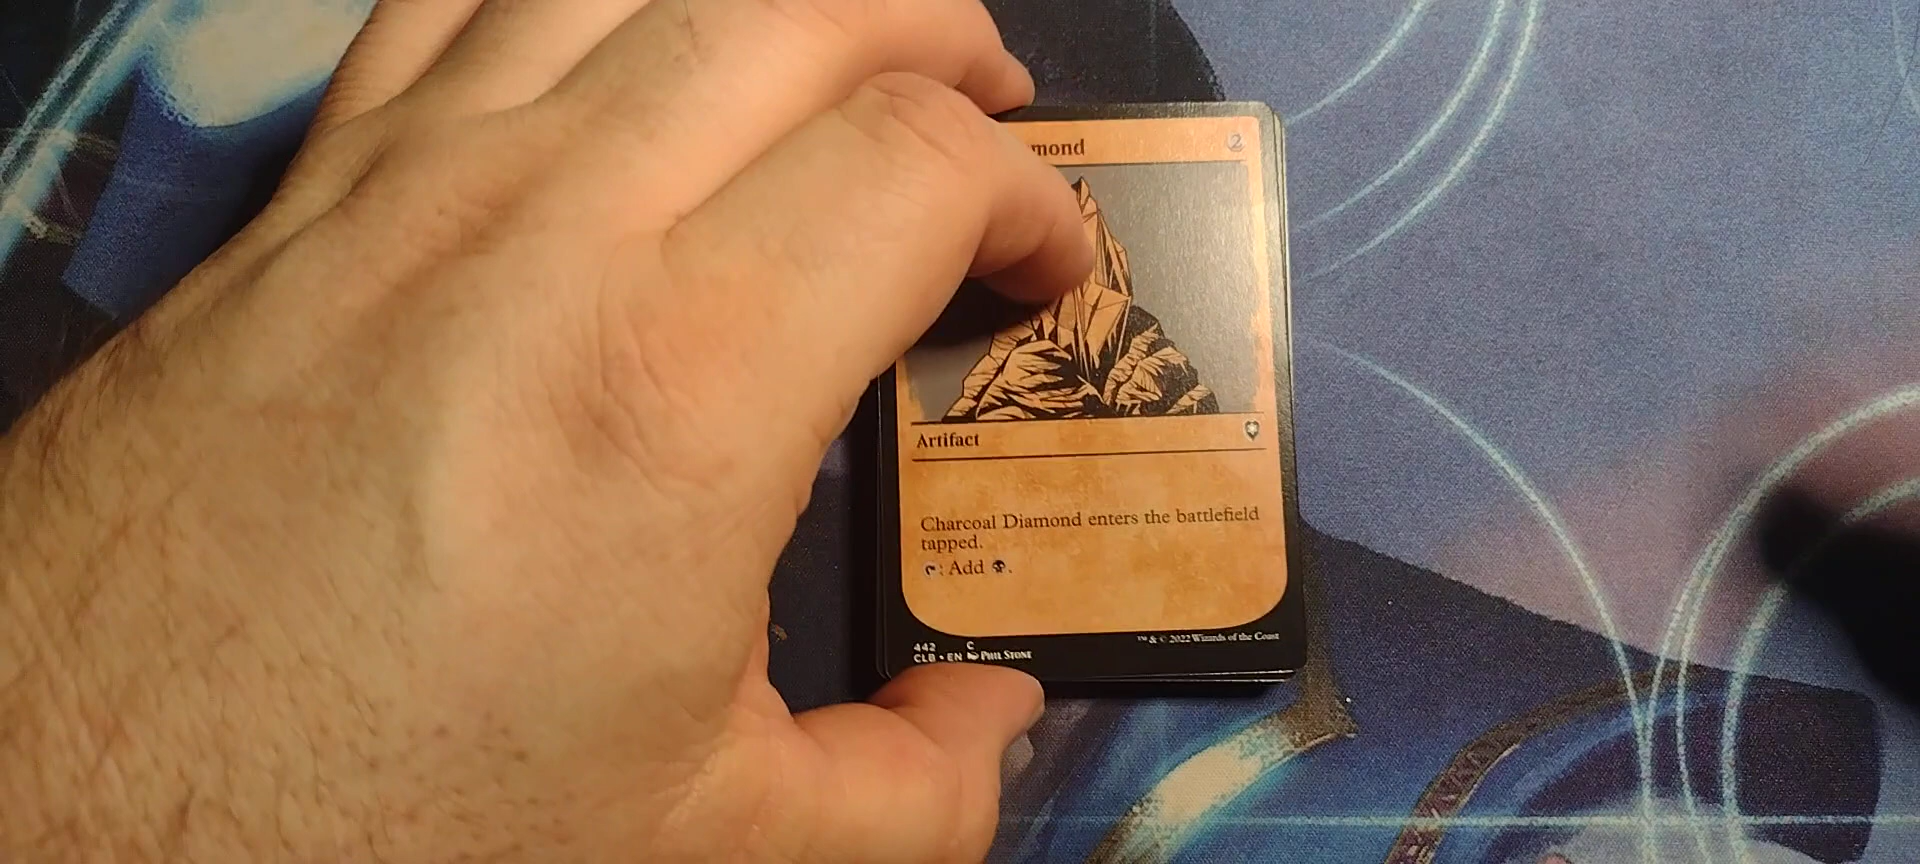 mond 2
Artifact
Charcoal Diamond enters the battlefield
tapped.
: Add .
442 C
CLB • EN PHIL STONE
™ & © 2022 Wizards of the Coast